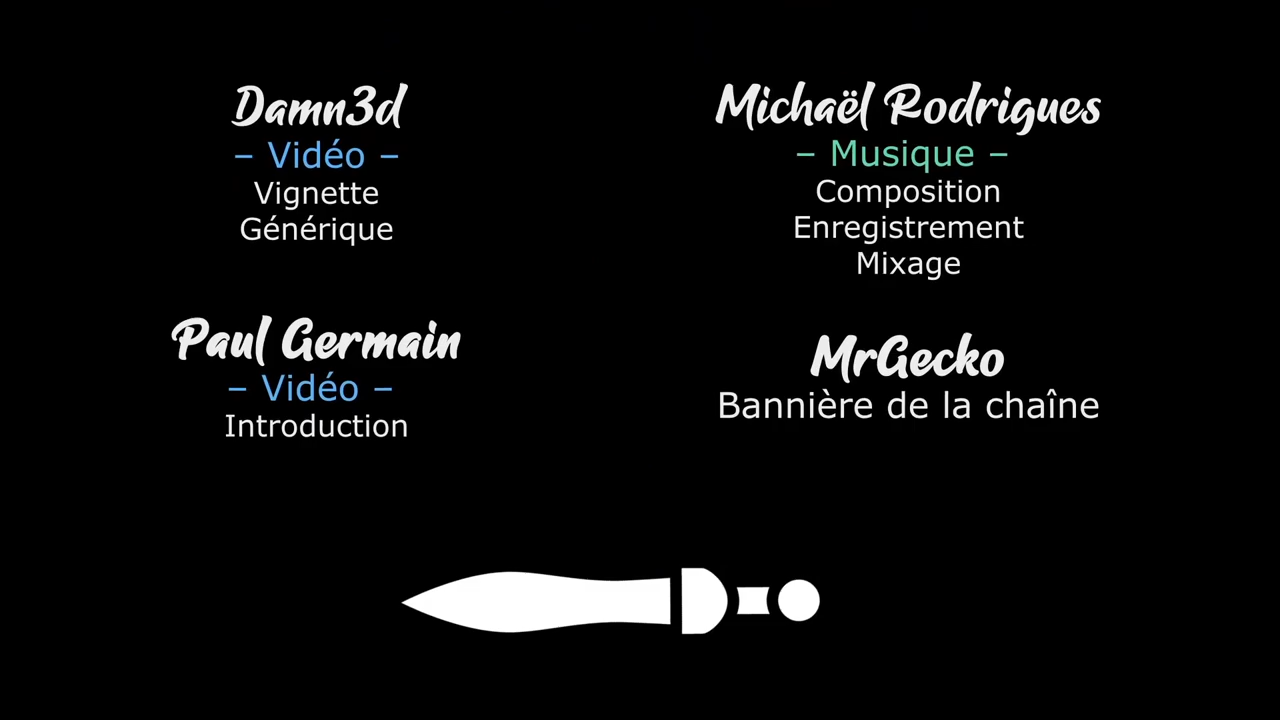 Damn3d
– Vidéo –
Vignette
Générique
Paul Germain
– Vidéo –
Introduction
Michaël Rodrigues
– Musique –
Composition
Enregistrement
Mixage
MrGecko
Bannière de la chaîne